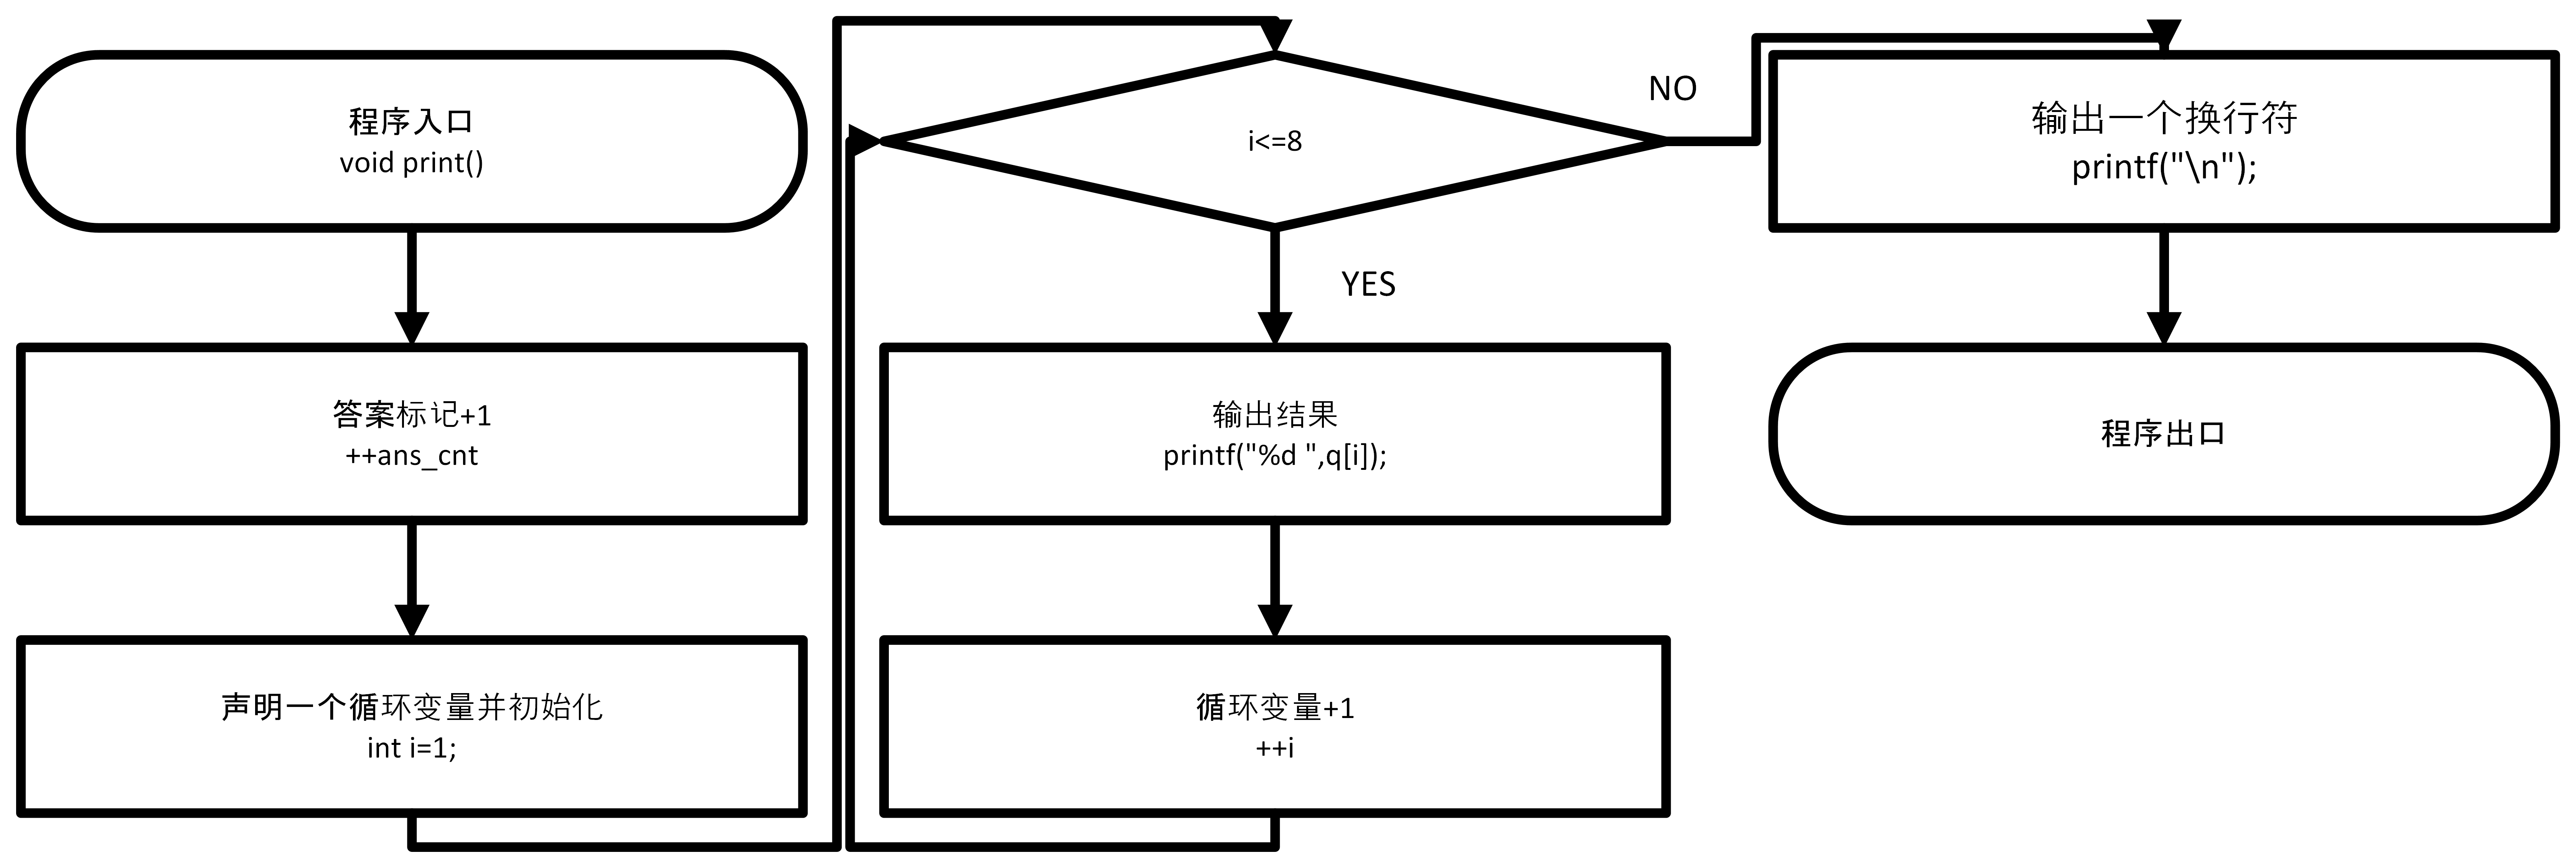 程序入口
void print()
答案标记+1
++ans_cnt
声明一个循环变量并初始化
int i=1;
i<=8
NO
YES
输出结果
printf("%d ",q[i]);
循环变量+1
++i
输出一个换行符
printf("\n");
程序出口